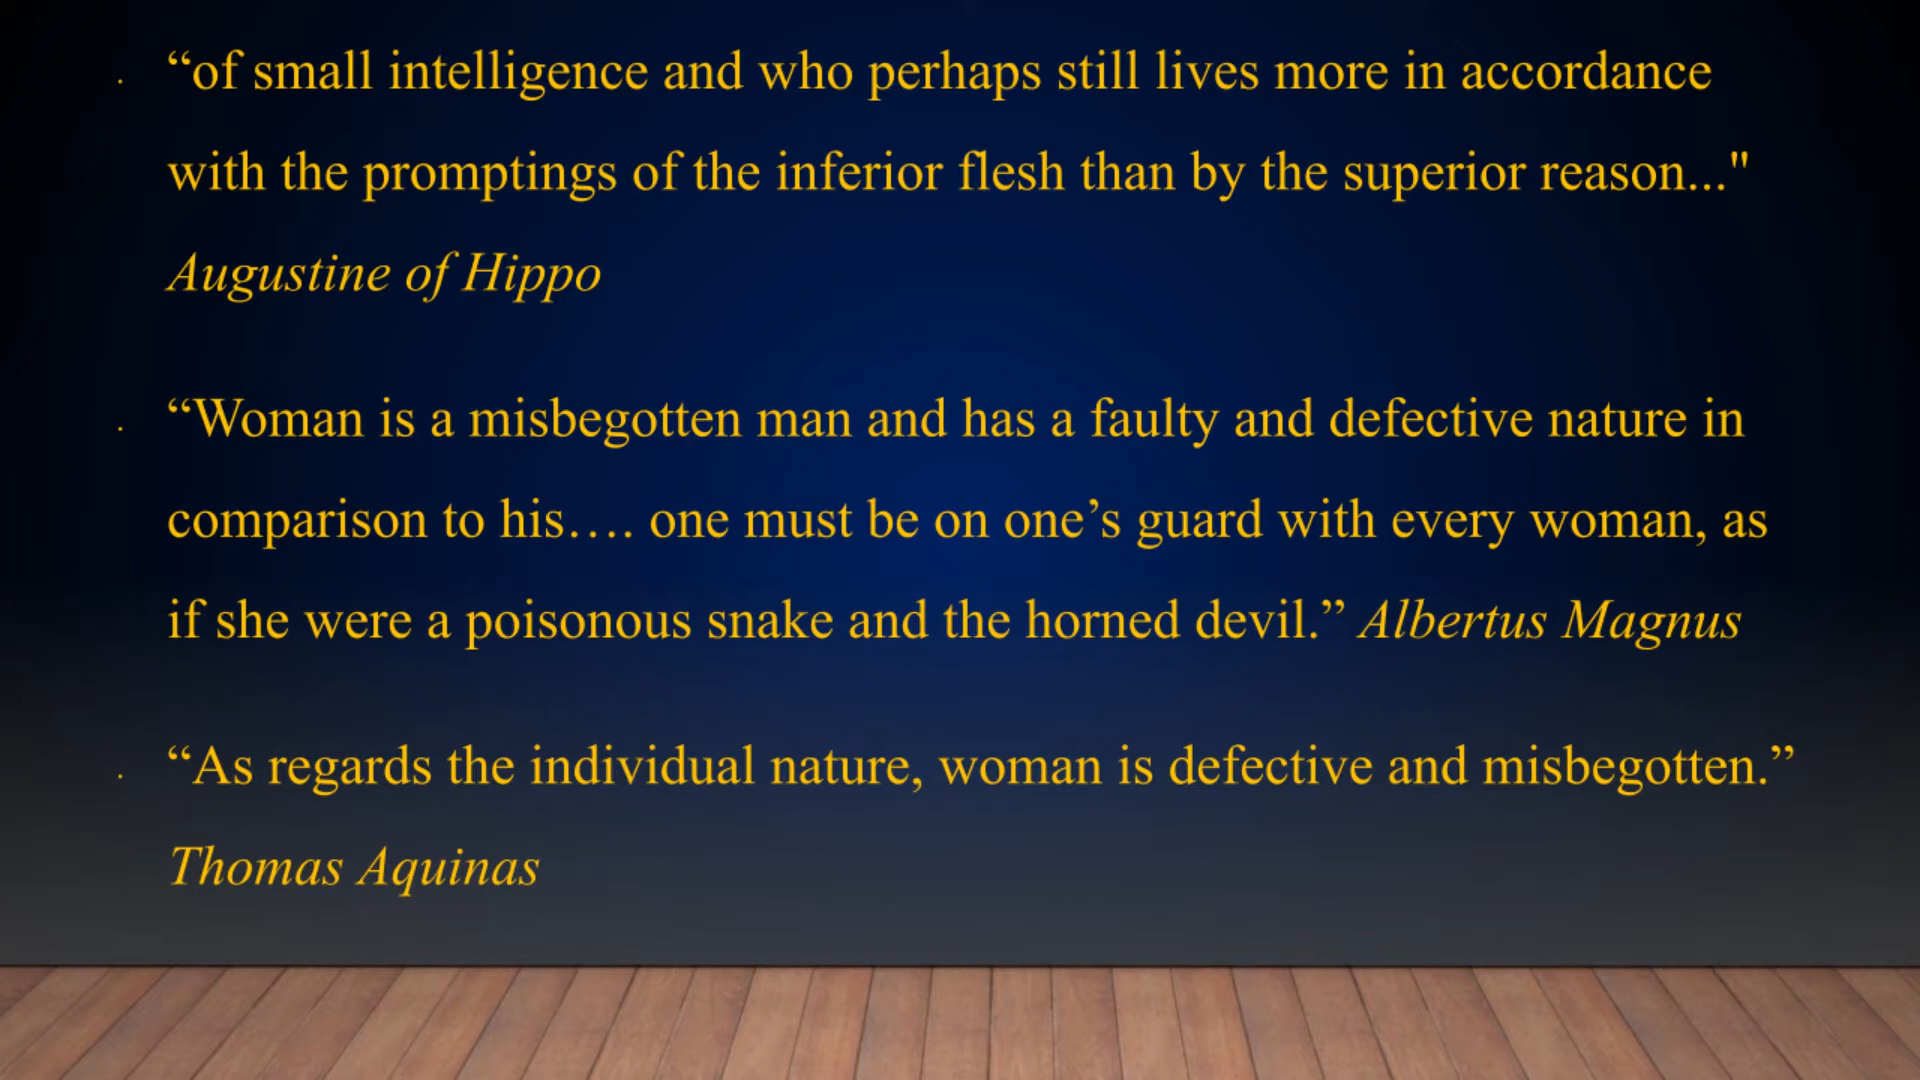 “of small intelligence and who perhaps still lives more in accordance
with the promptings of the inferior flesh than by the superior reason..."
Augustine of Hippo
“Woman is a misbegotten man and has a faulty and defective nature in
comparison to his…. one must be on one’s guard with every woman, as
if she were a poisonous snake and the horned devil.” Albertus Magnus
“As regards the individual nature, woman is defective and misbegotten.”
Thomas Aquinas